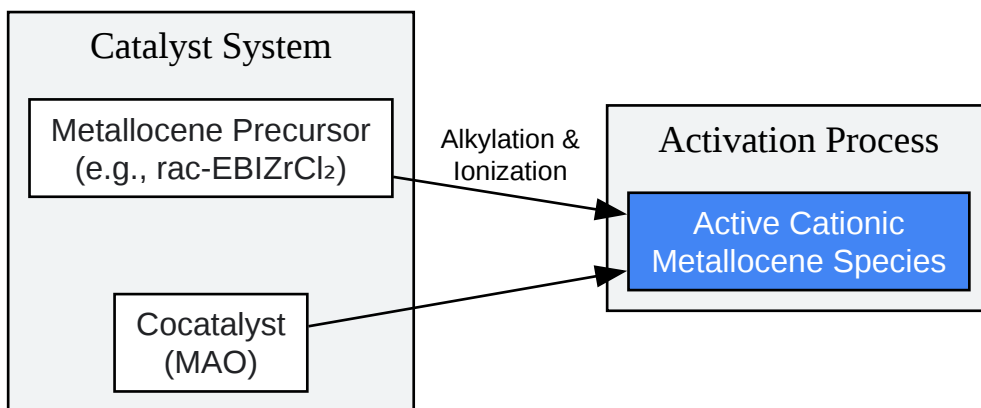 Catalyst System
Metallocene Precursor
(e.g., rac-EBIZrCl₂)
Cocatalyst
(MAO)
Alkylation &
Ionization
Activation Process
Active Cationic
Metallocene Species